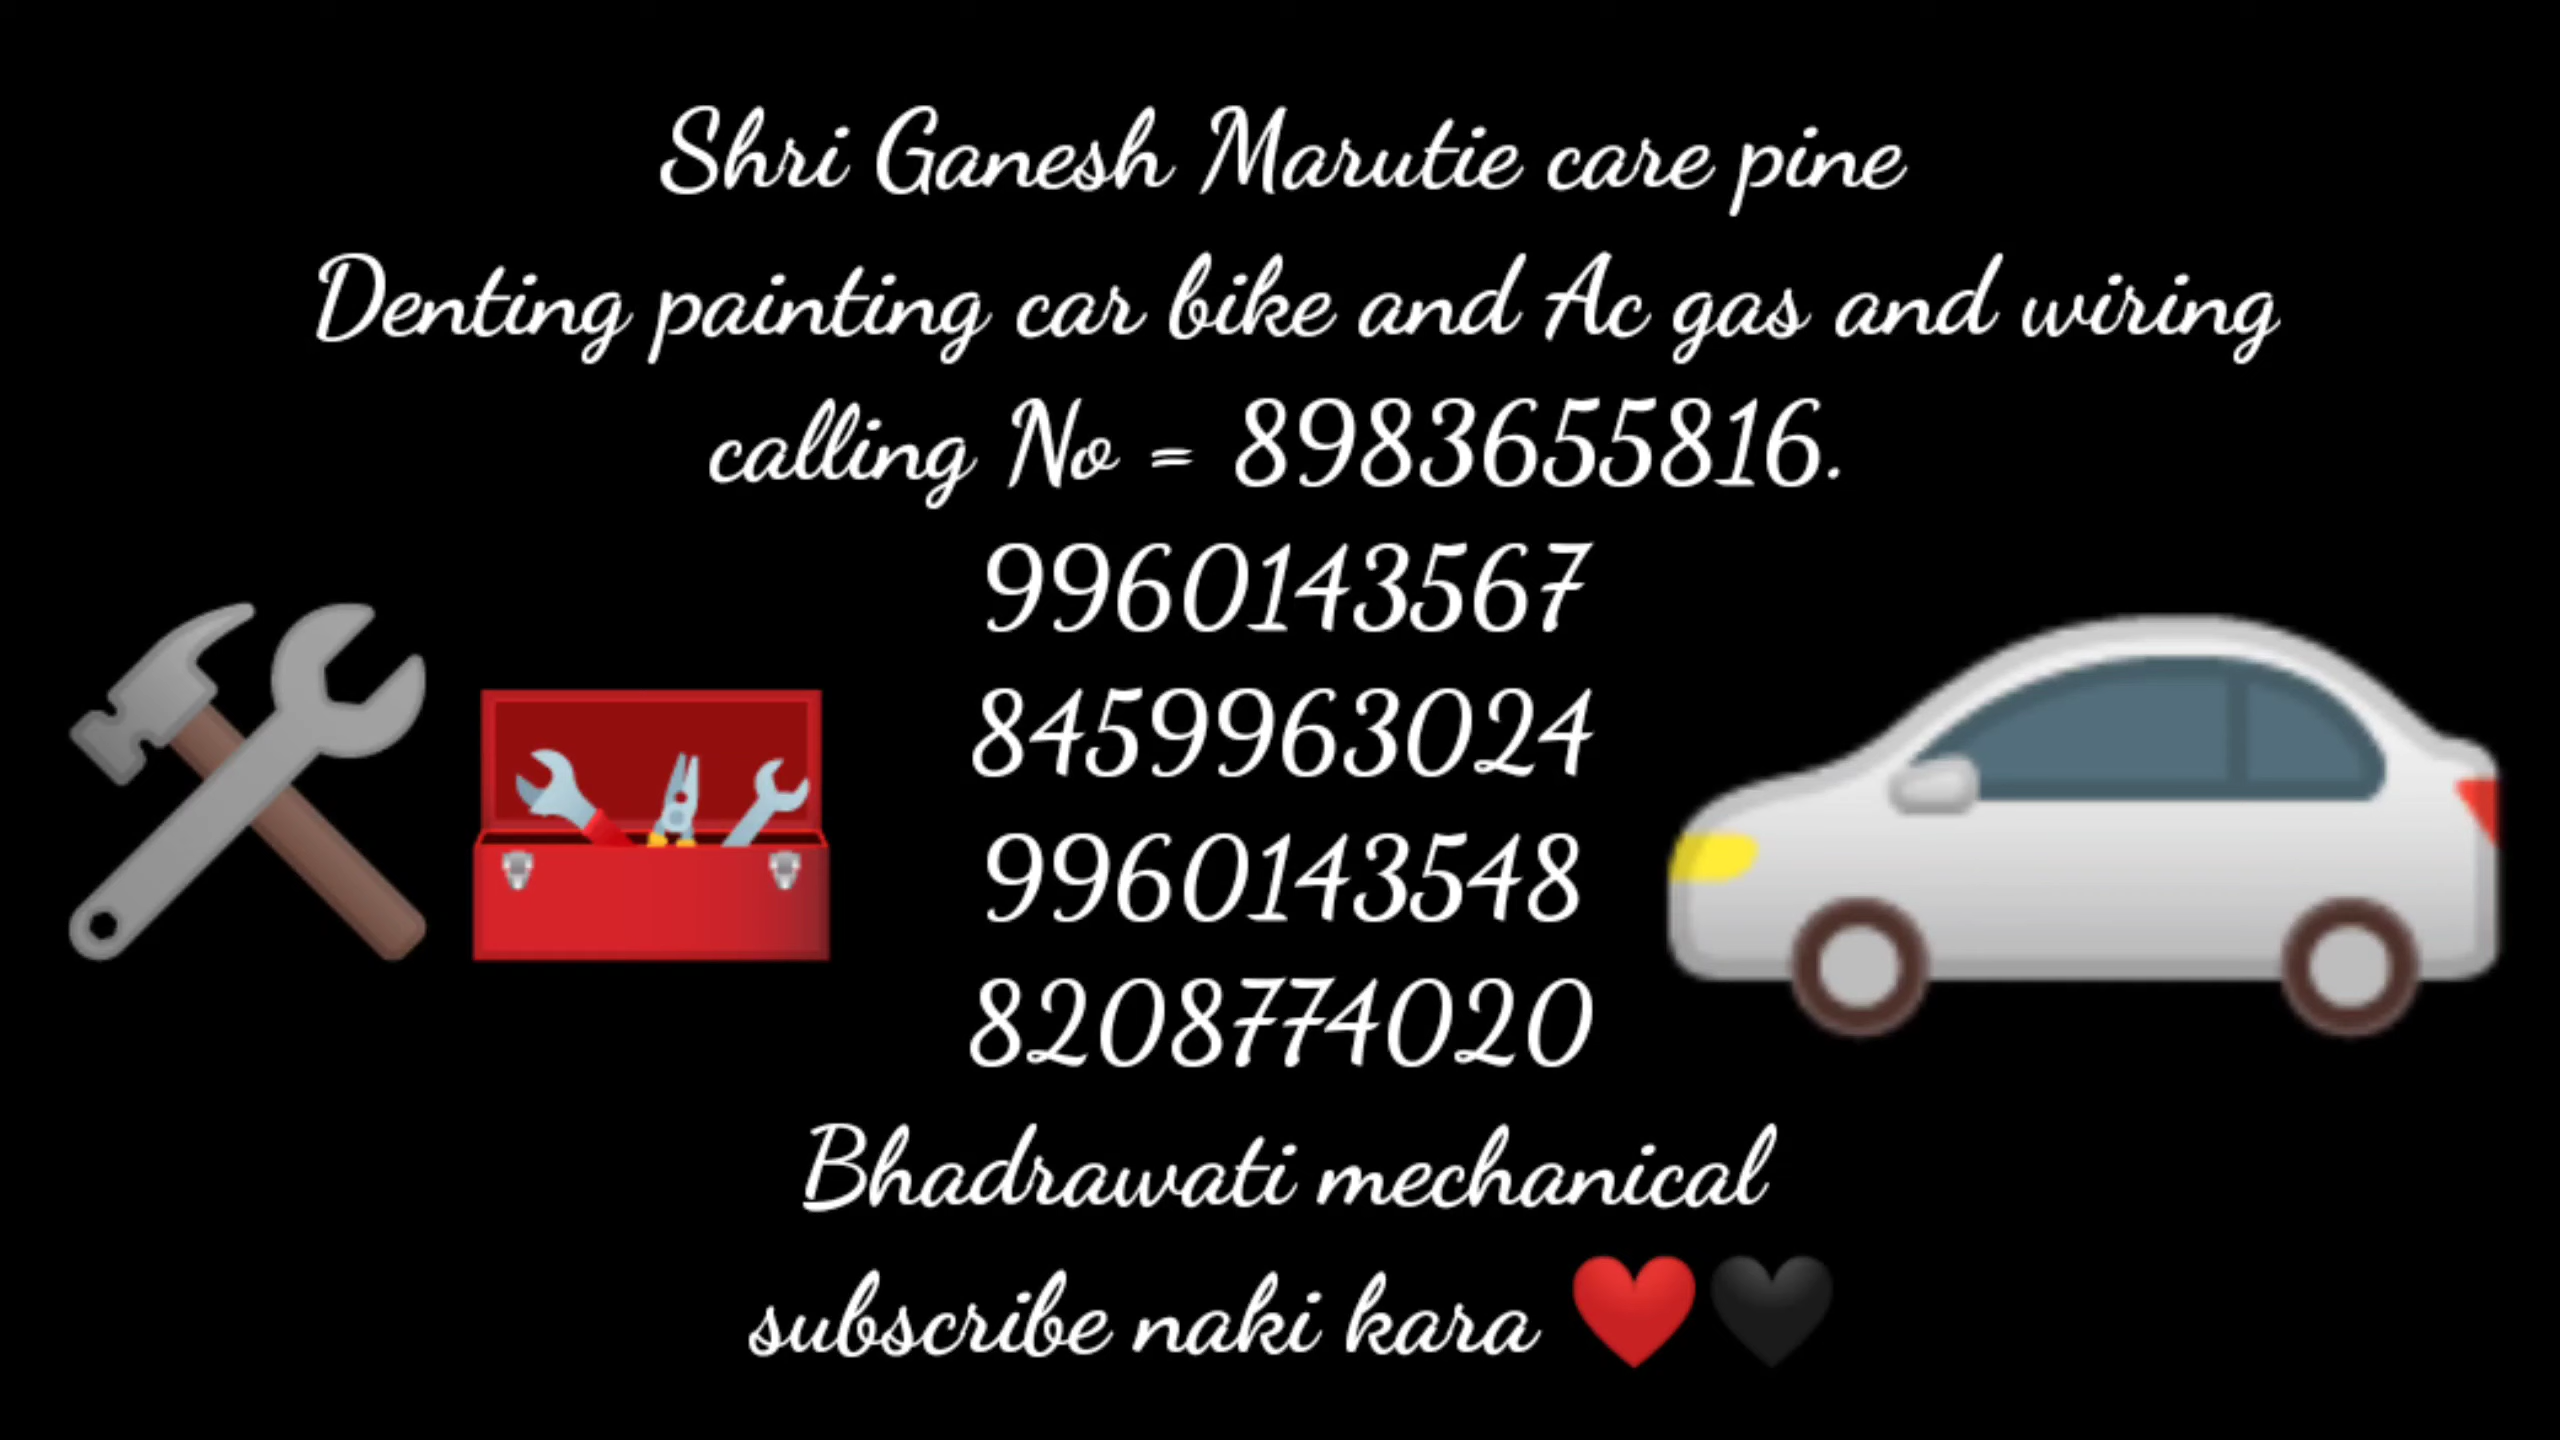 Shri Ganesh Marutie care pine
Denting painting car bike and Ac gas and wiring
calling No = 8983655816.
9960143567
8459963024
9960143548
8208774020
Bhadrawati mechanical
subscribe naki kara ❤️🖤